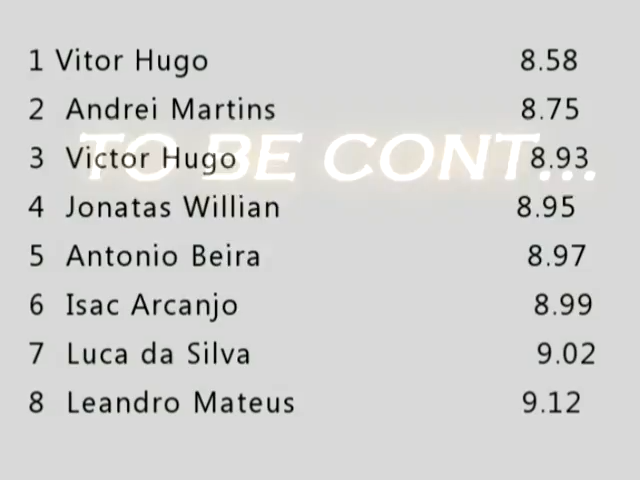 1 Vitor Hugo 8.58
2 Andrei Martins 8.75
TO BE CONT...
3 Victor Hugo 8.93
4 Jonatas Willian 8.95
5 Antonio Beira 8.97
6 Isac Arcanjo 8.99
7 Luca da Silva 9.02
8 Leandro Mateus 9.12